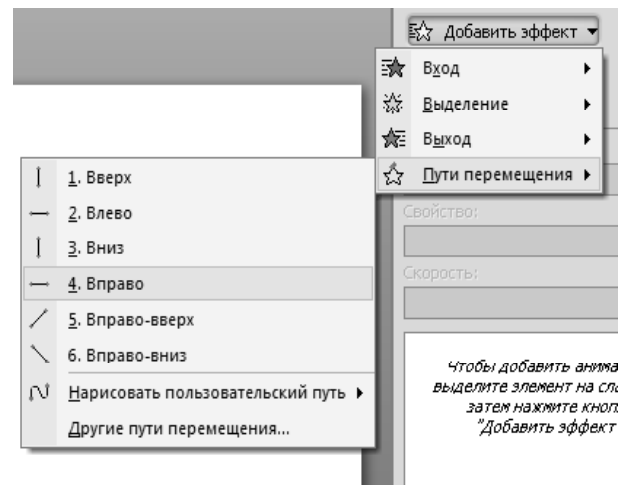 Добавить эффект
Вход
Выделение
Выход
Пути перемещения
1. Вверх
2. Влево
3. Вниз
4. Вправо
5. Вправо-вверх
6. Вправо-вниз
Нарисовать пользовательский путь
Другие пути перемещения...
Свойство:
Скорость:
Чтобы добавить анима
выделите элемент на сла
затем нажмите кноп
"Добавить эффект